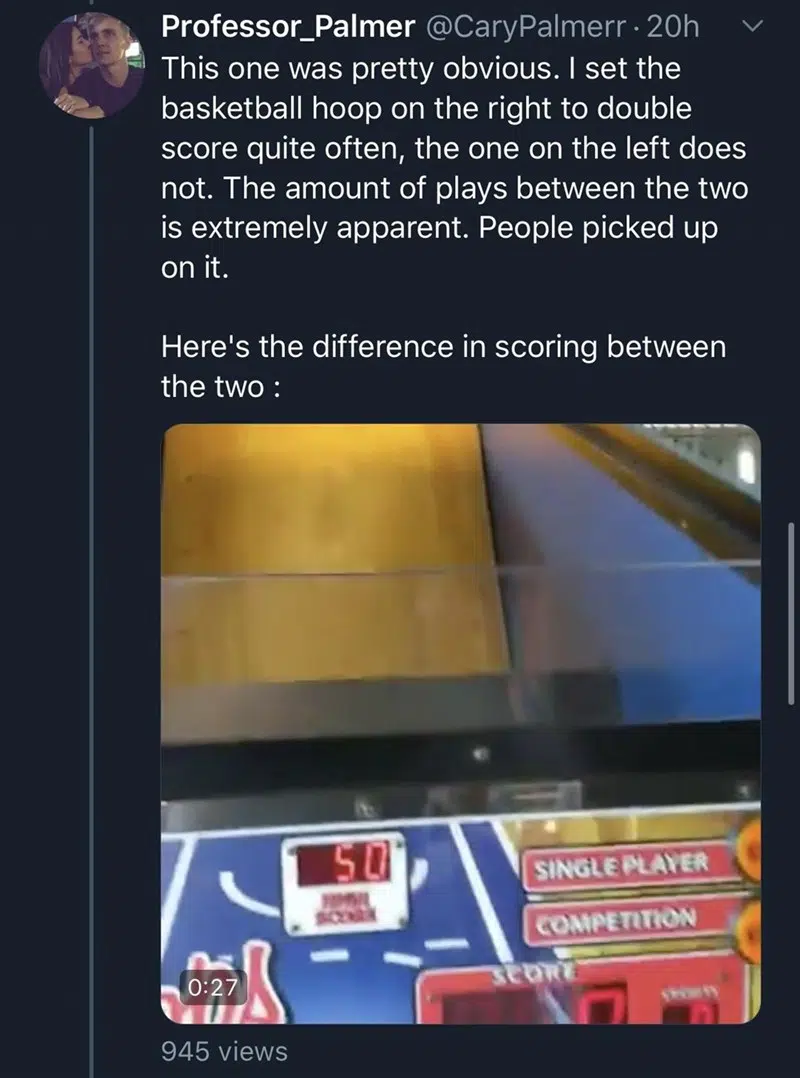 Professor_Palmer @CaryPalmerr · 20h
This one was pretty obvious. I set the
basketball hoop on the right to double
score quite often, the one on the left does
not. The amount of plays between the two
is extremely apparent. People picked up
on it.
Here's the difference in scoring between
the two :
50
HIGH
SCORE
SINGLE PLAYER
COMPETITION
SCORE
0:27
945 views